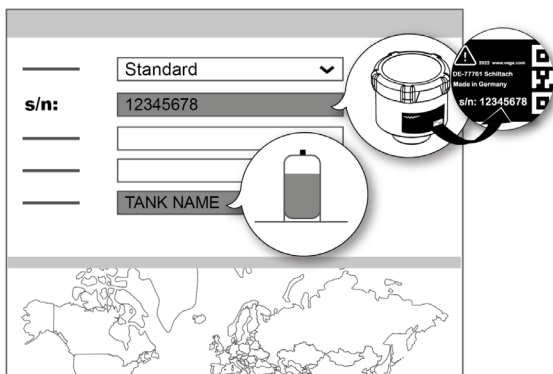 Standard
s/n:
12345678
TANK NAME
2022 www.vega.com
DE-77761 Schiltach
Made in Germany
s/n: 12345678